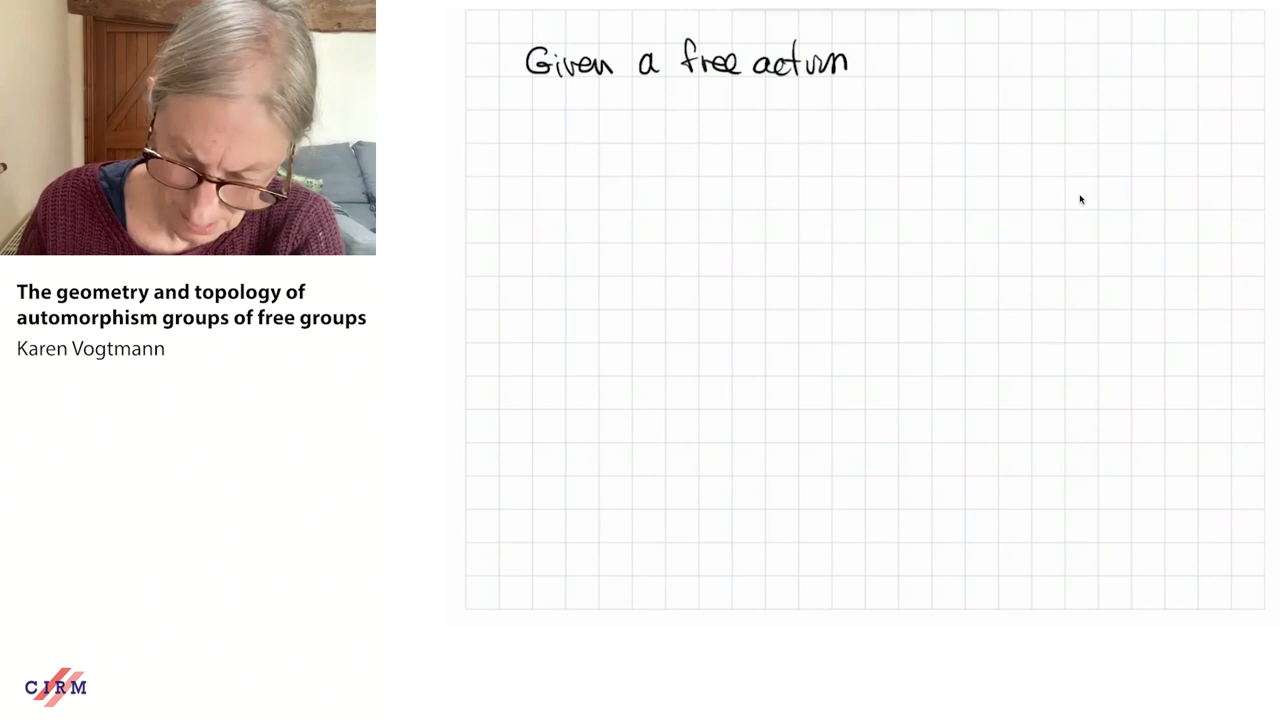 Given a free action
The geometry and topology of
automorphism groups of free groups
Karen Vogtmann
CIRM